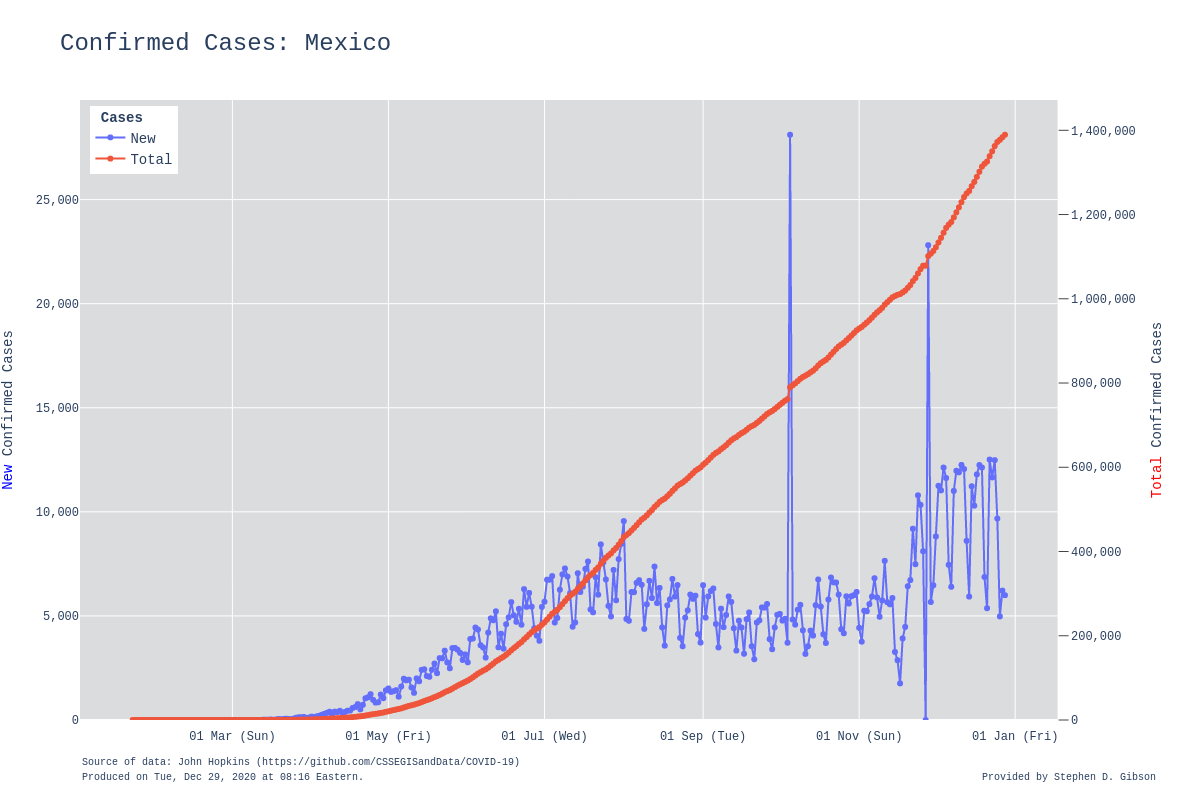 Confirmed Cases: Mexico
Cases
New
Total
25,000
20,000
15,000
10,000
5,000
0
New Confirmed Cases
1,400,000
1,200,000
1,000,000
800,000
600,000
400,000
200,000
0
Total Confirmed Cases
01 Mar (Sun) 01 May (Fri) 01 Jul (Wed) 01 Sep (Tue) 01 Nov (Sun) 01 Jan (Fri)
Source of data: John Hopkins (https://github.com/CSSEGISandData/COVID-19)
Produced on Tue, Dec 29, 2020 at 08:16 Eastern.
Provided by Stephen D. Gibson